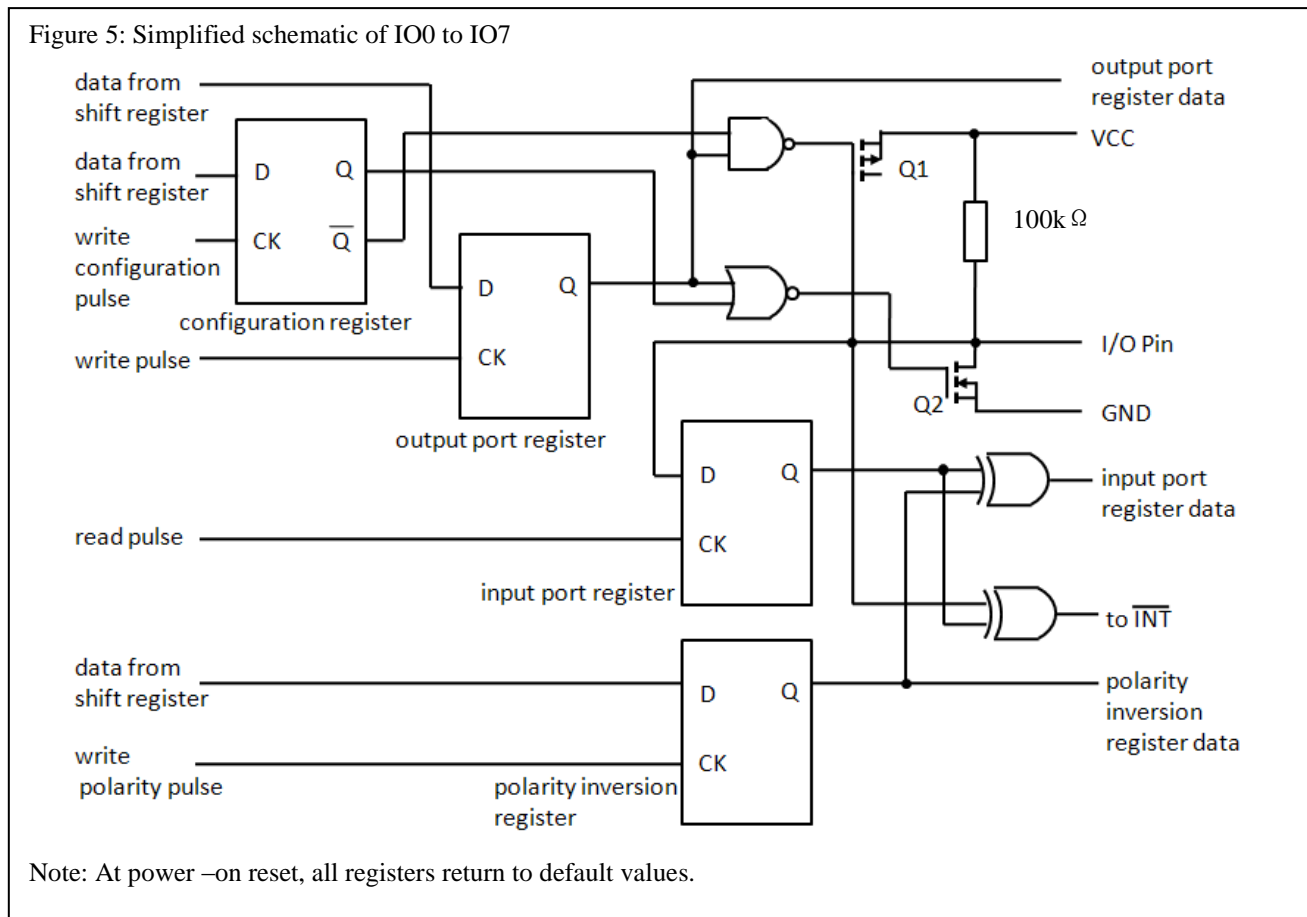 Figure 5: Simplified schematic of IO0 to IO7
data from
shift register
output port
register data
data from
shift register
D
Q
VCC
Q1
100kΩ
write
configuration
pulse
CK
Q
configuration register
D
Q
I/O Pin
write pulse
CK
Q2
GND
output port register
D
Q
input port
register data
read pulse
CK
input port register
to INT
data from
shift register
D
Q
polarity
inversion
register data
write
polarity pulse
CK
polarity inversion
register
Note: At power –on reset, all registers return to default values.